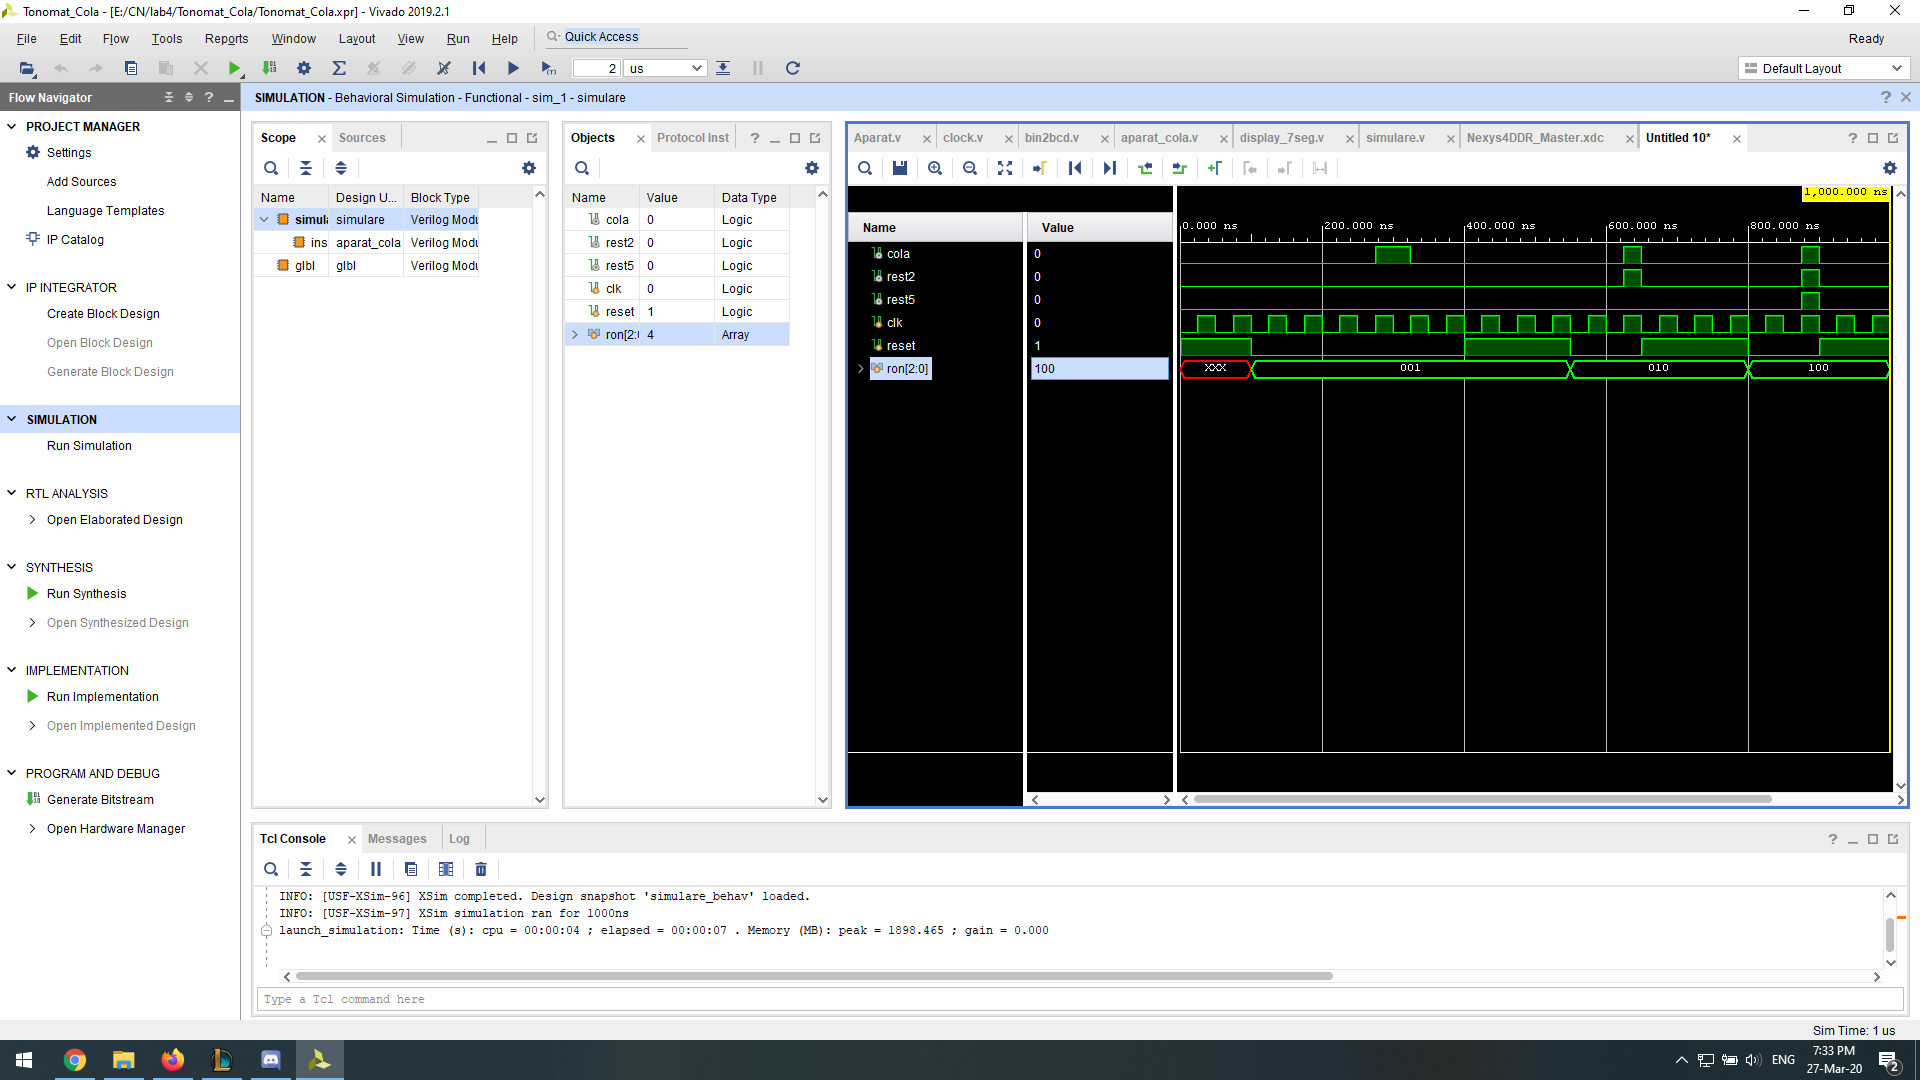 Tonomat_Cola - [E:/CN/lab4/Tonomat_Cola/Tonomat_Cola.xpr] - Vivado 2019.2.1
File Edit Flow Tools Reports Window Layout View Run Help Quick Access Ready
2 us Default Layout
Flow Navigator
PROJECT MANAGER
Settings
Add Sources
Language Templates
IP Catalog
IP INTEGRATOR
Create Block Design
Open Block Design
Generate Block Design
SIMULATION
Run Simulation
RTL ANALYSIS
Open Elaborated Design
SYNTHESIS
Run Synthesis
Open Synthesized Design
IMPLEMENTATION
Run Implementation
Open Implemented Design
PROGRAM AND DEBUG
Generate Bitstream
Open Hardware Manager
SIMULATION - Behavioral Simulation - Functional - sim_1 - simulare
Scope Sources
Name Design U... Block Type
simula simulare Verilog Modu
ins aparat_cola Verilog Modu
glbl glbl Verilog Modu
Objects Protocol Inst
Name Value Data Type
cola 0 Logic
rest2 0 Logic
rest5 0 Logic
clk 0 Logic
reset 1 Logic
ron[2:0 4 Array
Aparat.v clock.v bin2bcd.v aparat_cola.v display_7seg.v simulare.v Nexys4DDR_Master.xdc Untitled 10*
1,000.000 ns
Name Value
0.000 ns 200.000 ns 400.000 ns 600.000 ns 800.000 ns
cola 0
rest2 0
rest5 0
clk 0
reset 1
ron[2:0] 100 XXX 001 010 100
Tcl Console Messages Log
INFO: [USF-XSim-96] XSim completed. Design snapshot 'simulare_behav' loaded.
INFO: [USF-XSim-97] XSim simulation ran for 1000ns
launch_simulation: Time (s): cpu = 00:00:04 ; elapsed = 00:00:07 . Memory (MB): peak = 1898.465 ; gain = 0.000
Type a Tcl command here
Sim Time: 1 us
ENG
7:33 PM
27-Mar-20
2